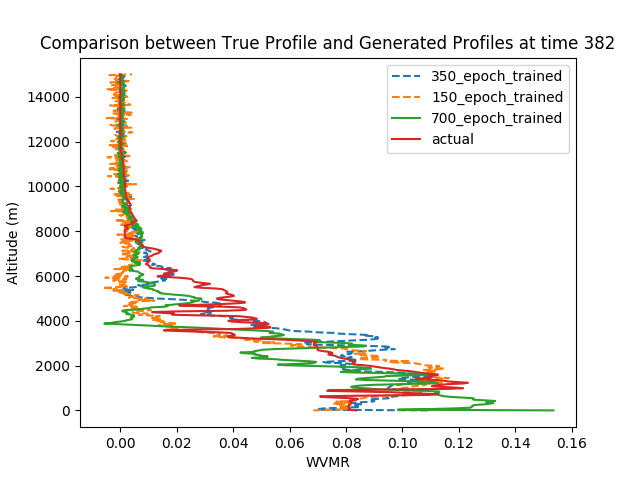 Comparison between True Profile and Generated Profiles at time 382
350_epoch_trained
150_epoch_trained
700_epoch_trained
actual
Altitude (m)
14000
12000
10000
8000
6000
4000
2000
0
0.00 0.02 0.04 0.06 0.08 0.10 0.12 0.14 0.16
WVMR